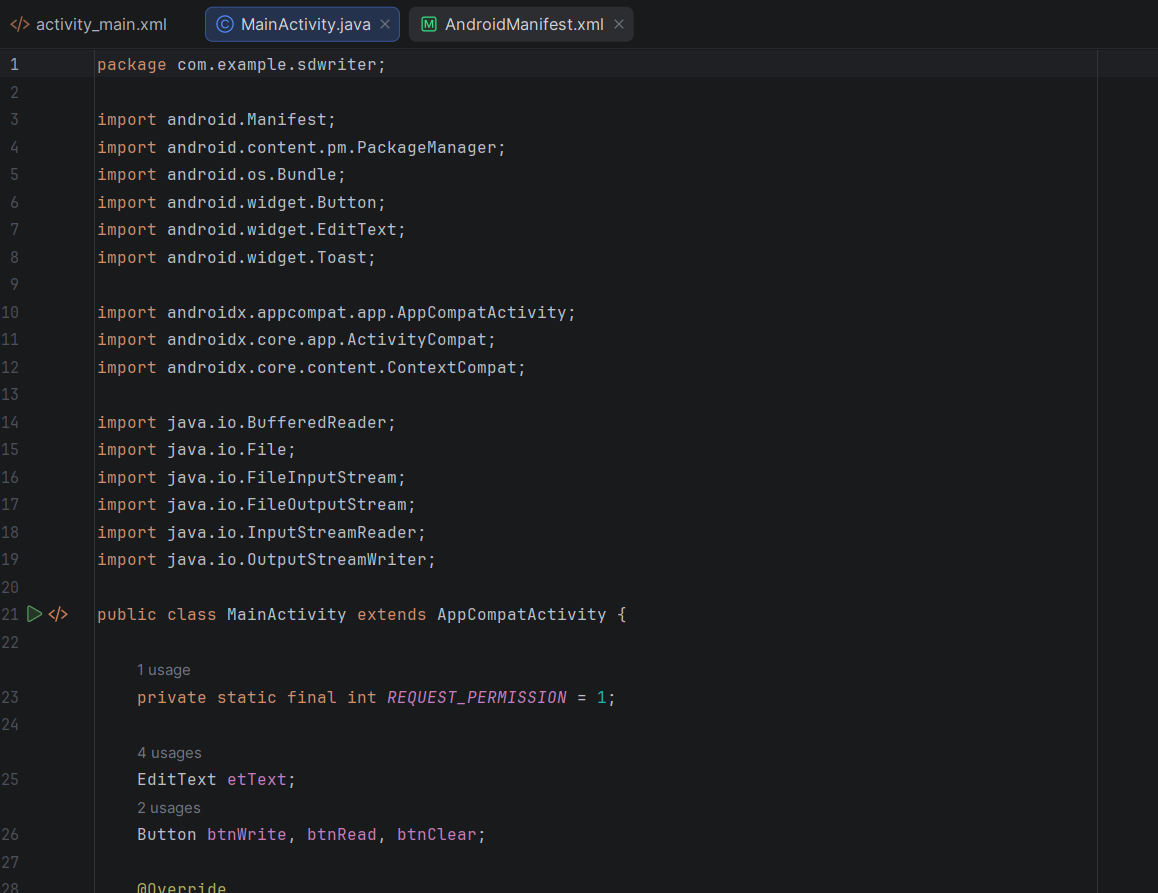 activity_main.xml MainActivity.java AndroidManifest.xml
1 package com.example.sdwriter;
2
3 import android.Manifest;
4 import android.content.pm.PackageManager;
5 import android.os.Bundle;
6 import android.widget.Button;
7 import android.widget.EditText;
8 import android.widget.Toast;
9
10 import androidx.appcompat.app.AppCompatActivity;
11 import androidx.core.app.ActivityCompat;
12 import androidx.core.content.ContextCompat;
13
14 import java.io.BufferedReader;
15 import java.io.File;
16 import java.io.FileInputStream;
17 import java.io.FileOutputStream;
18 import java.io.InputStreamReader;
19 import java.io.OutputStreamWriter;
20
21 public class MainActivity extends AppCompatActivity {
22
1 usage
23 private static final int REQUEST_PERMISSION = 1;
24
4 usages
25 EditText etText;
2 usages
26 Button btnWrite, btnRead, btnClear;
27
28 @Override